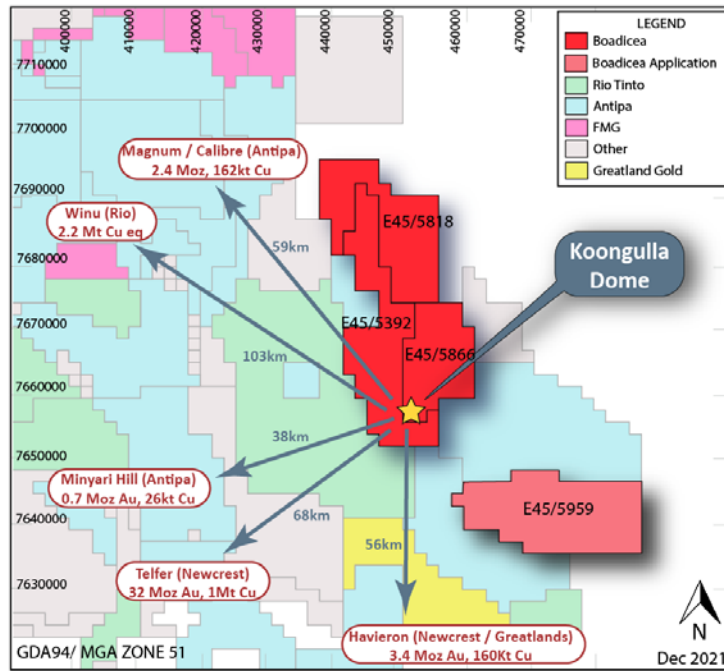 400000
410000
420000
430000
440000
450000
460000
470000
LEGEND
Boadicea
Boadicea Application
Rio Tinto
Antipa
FMG
Other
Greatland Gold
7710000
7700000
7690000
7680000
7670000
7660000
7650000
7640000
7630000
Magnum / Calibre (Antipa)
2.4 Moz, 162kt Cu
Winu (Rio)
2.2 Mt Cu eq
59km
E45/5818
Koongulla
Dome
E45/5392
E45/5866
103km
38km
Minyari Hill (Antipa)
0.7 Moz Au, 26kt Cu
68km
E45/5959
56km
Telfer (Newcrest)
32 Moz Au, 1Mt Cu
Havieron (Newcrest / Greatlands)
3.4 Moz Au, 160Kt Cu
GDA94/ MGA ZONE 51
N
Dec 2021